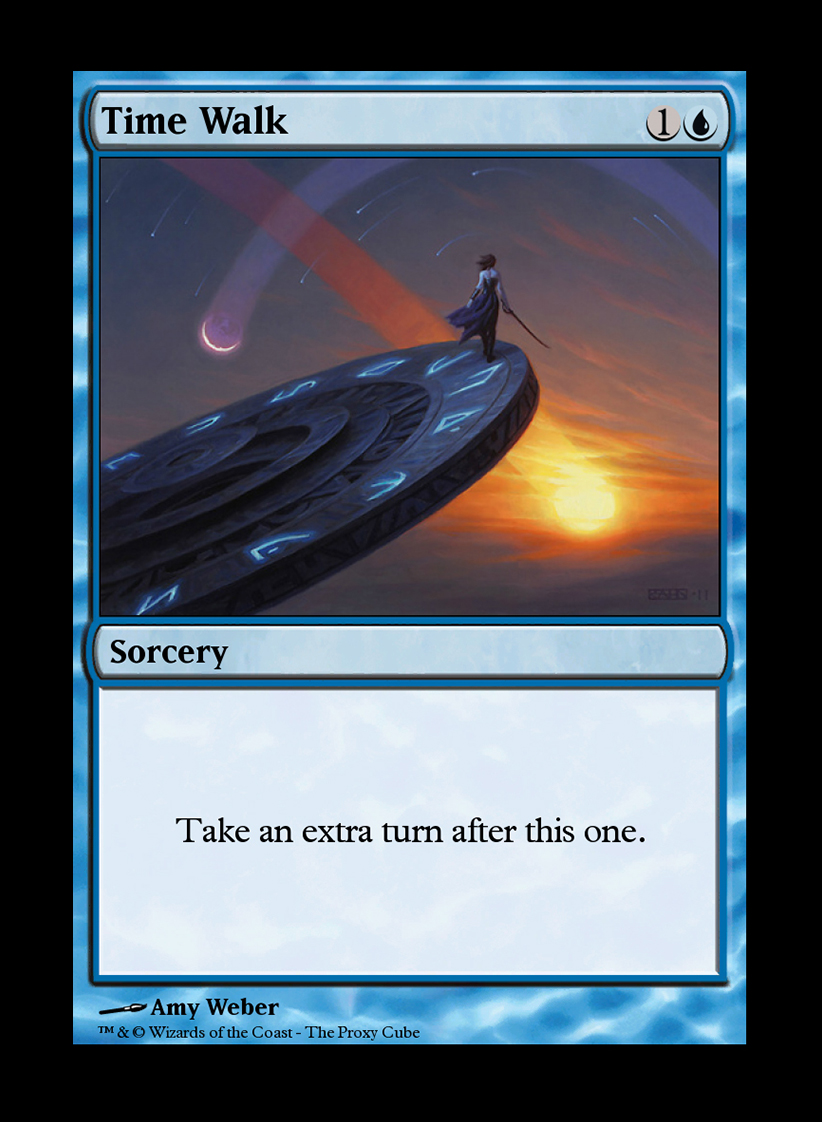 Time Walk 1
Sorcery
Take an extra turn after this one.
Amy Weber
™ & © Wizards of the Coast - The Proxy Cube